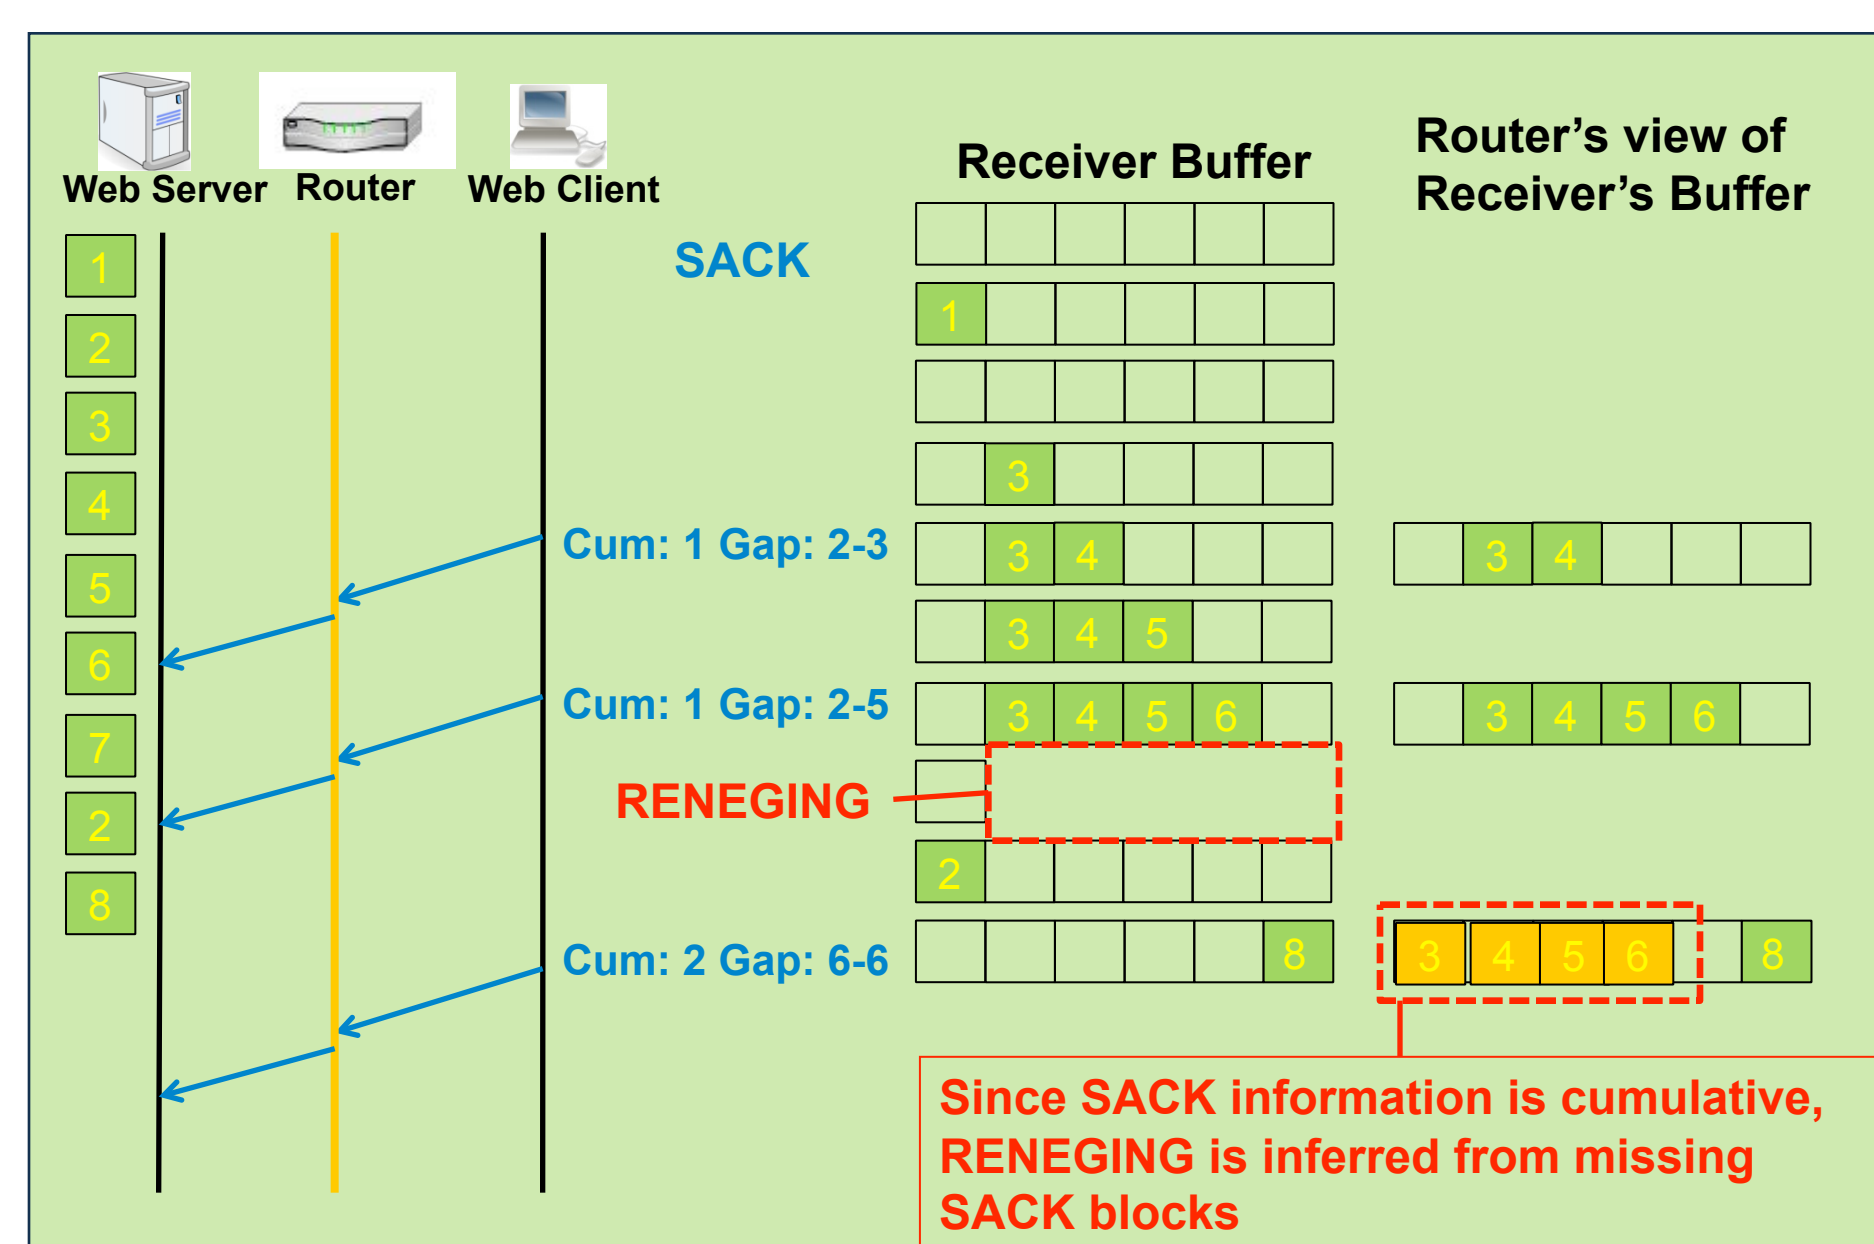 Web Server
Router
Web Client
Receiver Buffer
Router's view of
Receiver's Buffer
SACK
1
2
3
4
5
6
7
2
8
1
3
Cum: 1 Gap: 2-3
3 4
3 4
3 4 5
Cum: 1 Gap: 2-5
3 4 5 6
3 4 5 6
RENEGING
2
Cum: 2 Gap: 6-6
8
3 4 5 6 8
Since SACK information is cumulative,
RENEGING is inferred from missing
SACK blocks